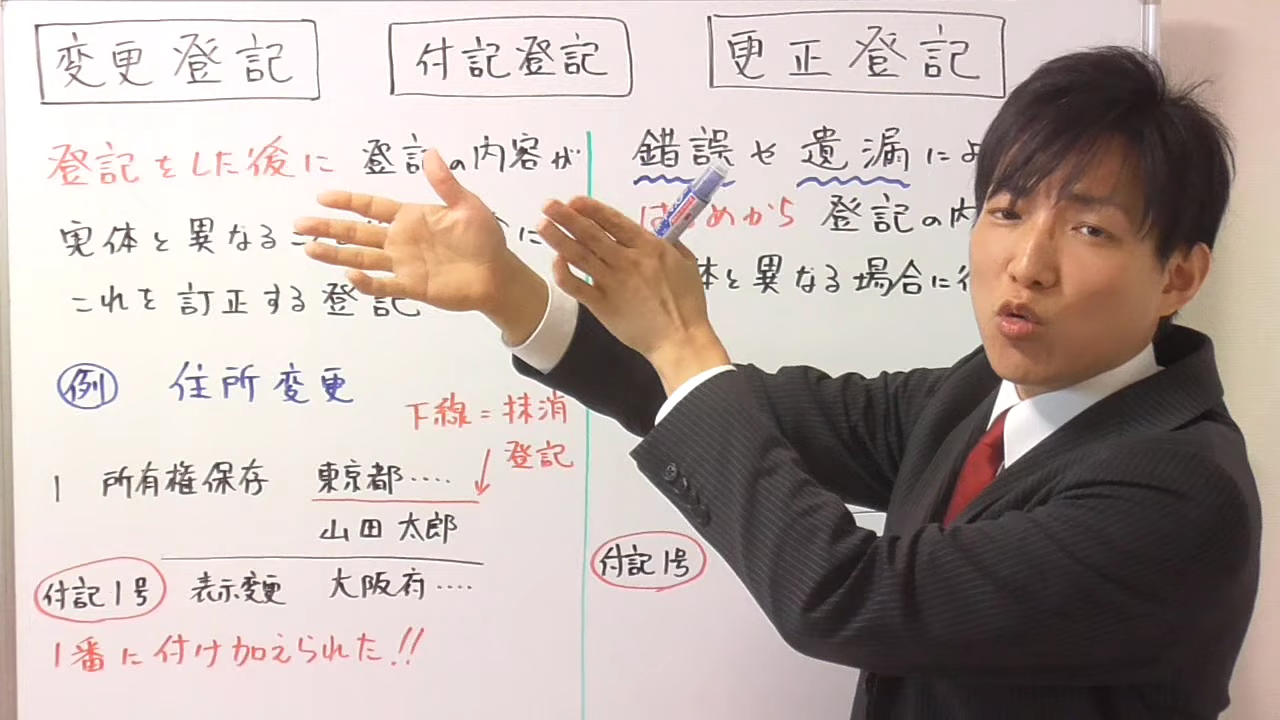 変更登記
付記登記
更正登記
登記をした後に 登記の内容が
実体と異なるこ
これを訂正する登記
例 住所変更
下線=抹消
登記
1 所有権保存 東京都....
山田太郎
付記1号 表示変更 大阪府....
1番に付け加えられた!!
錯誤や遺漏によ
はじめから 登記の内
体と異なる場合に行
付記1号